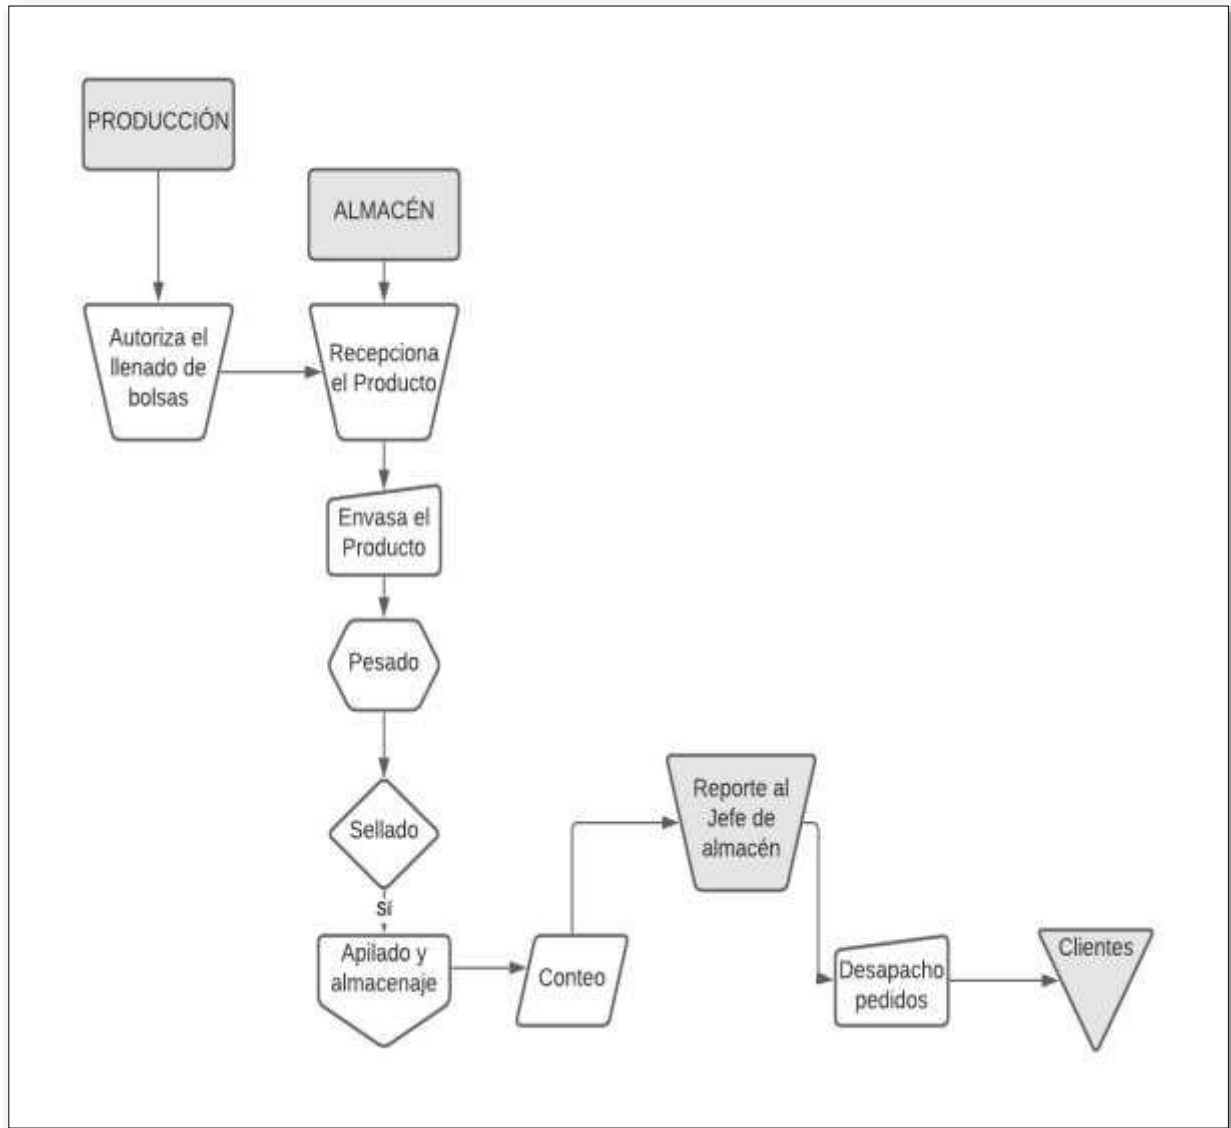 PRODUCCIÓN
ALMACÉN
Autoriza el
llenado de
bolsas
Recepciona
el Producto
Envasa el
Producto
Pesado
Sellado
Sí
Apilado y
almacenaje
Conteo
Reporte al
Jefe de
almacén
Desapacho
pedidos
Clientes